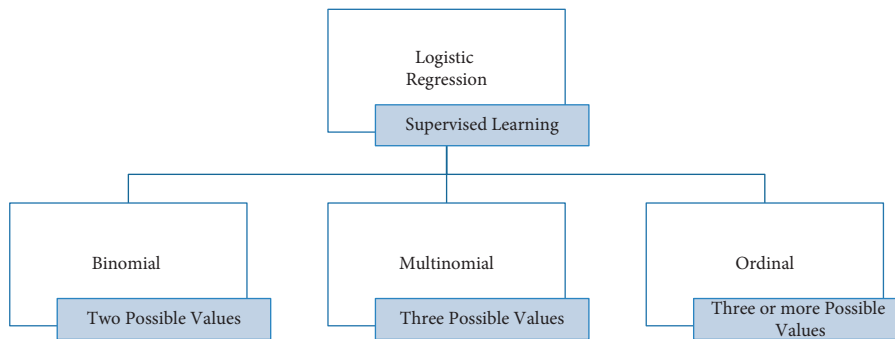 Logistic
Regression
Supervised Learning
Binomial
Two Possible Values
Multinomial
Three Possible Values
Ordinal
Three or more Possible
Values